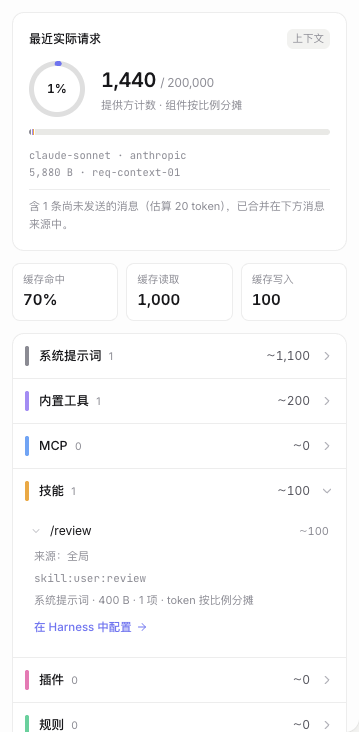 最近实际请求
上下文
1%
1,440 / 200,000
提供方计数 · 组件按比例分摊
claude-sonnet · anthropic
5,880 B · req-context-01
含 1 条尚未发送的消息（估算 20 token），已合并在下方消息
来源中。
缓存命中
70%
缓存读取
1,000
缓存写入
100
系统提示词 1 ~1,100
内置工具 1 ~200
MCP 0 ~0
技能 1 ~100
/review ~100
来源：全局
skill:user:review
系统提示词 · 400 B · 1 项 · token 按比例分摊
在 Harness 中配置 →
插件 0 ~0
规则 0 ~0